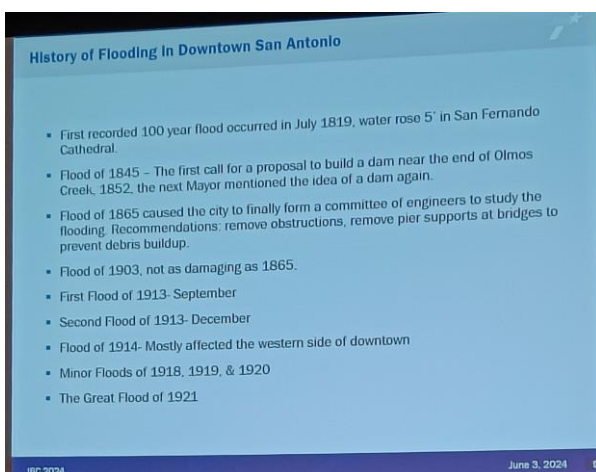 History of Flooding in Downtown San Antonio
▪ First recorded 100 year flood occurred in July 1819, water rose 5' in San Fernando
Cathedral.
▪ Flood of 1845 – The first call for a proposal to build a dam near the end of Olmos
Creek, 1852, the next Mayor mentioned the idea of a dam again.
▪ Flood of 1865 caused the city to finally form a committee of engineers to study the
flooding. Recommendations: remove obstructions, remove pier supports at bridges to
prevent debris buildup.
▪ Flood of 1903, not as damaging as 1865.
▪ First Flood of 1913- September
▪ Second Flood of 1913- December
▪ Flood of 1914- Mostly affected the western side of downtown
▪ Minor Floods of 1918, 1919, & 1920
▪ The Great Flood of 1921
2024
June 3, 2024